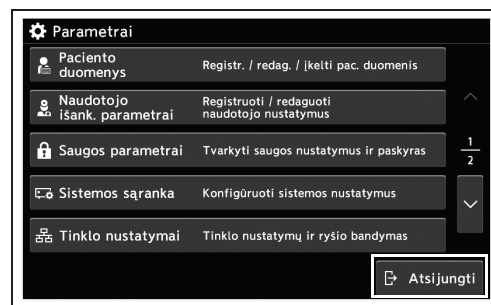 Parametrai
Paciento
duomenys
Registr. / redag. / įkelti pac. duomenis
Naudotojo
išank. parametrai
Registruoti / redaguoti
naudotojo nustatymus
Saugos parametrai
Tvarkyti saugos nustatymus ir paskyras
1
2
Sistemos sąranka
Konfigūruoti sistemos nustatymus
Tinklo nustatymai
Tinklo nustatymų ir ryšio bandymas
Atsijungti